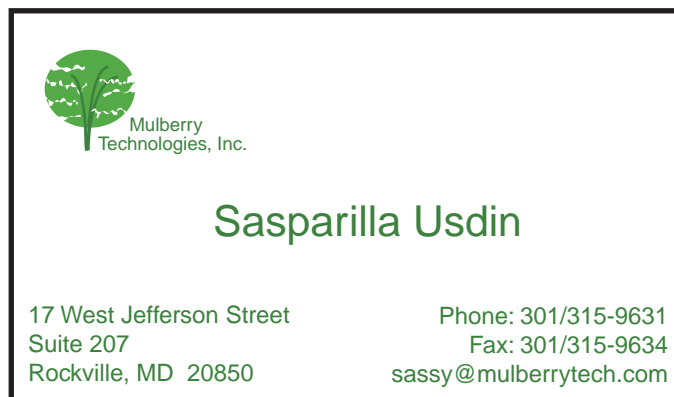 Mulberry
Technologies, Inc.
Sasparilla Usdin
17 West Jefferson Street
Suite 207
Rockville, MD  20850
Phone: 301/315-9631
Fax: 301/315-9634
sassy@mulberrytech.com